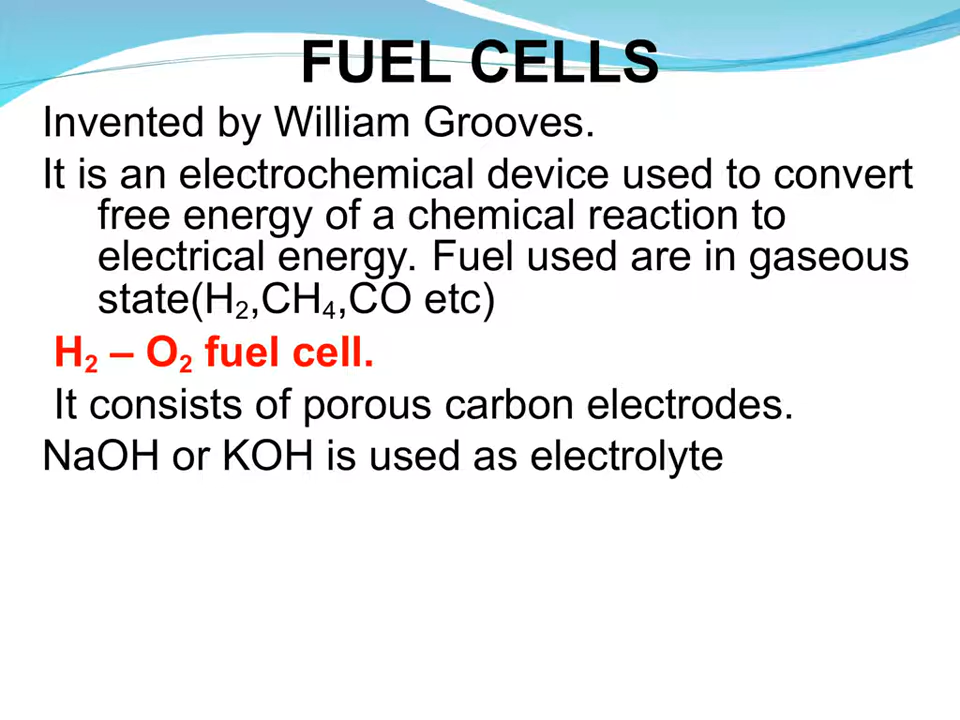 FUEL CELLS
Invented by William Grooves.
It is an electrochemical device used to convert
free energy of a chemical reaction to
electrical energy. Fuel used are in gaseous
state(H₂,CH₄,CO etc)
H₂ – O₂ fuel cell.
It consists of porous carbon electrodes.
NaOH or KOH is used as electrolyte